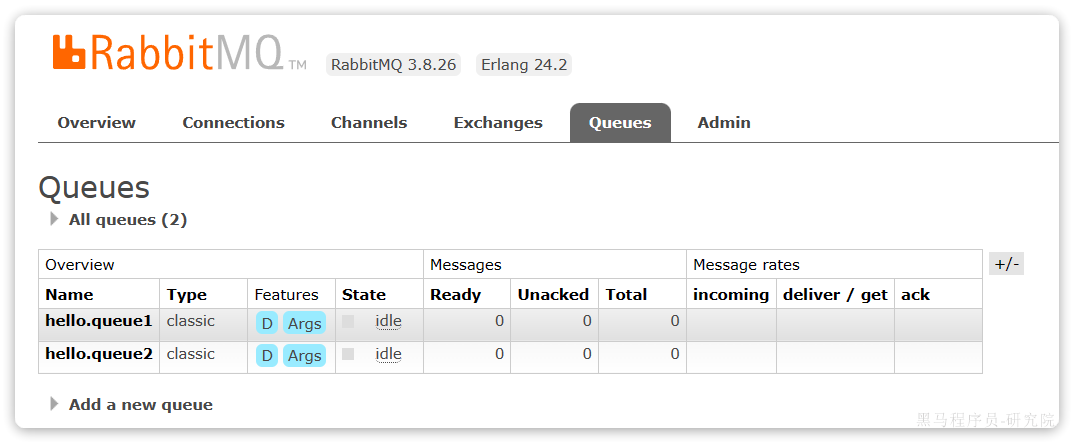 RabbitMQ TM RabbitMQ 3.8.26 Erlang 24.2
Overview Connections Channels Exchanges Queues Admin
Queues
All queues (2)
Overview Messages Message rates +/-
Name Type Features State Ready Unacked Total incoming deliver / get ack
hello.queue1 classic D Args idle 0 0 0
hello.queue2 classic D Args idle 0 0 0
Add a new queue
黑马程序员-研究院